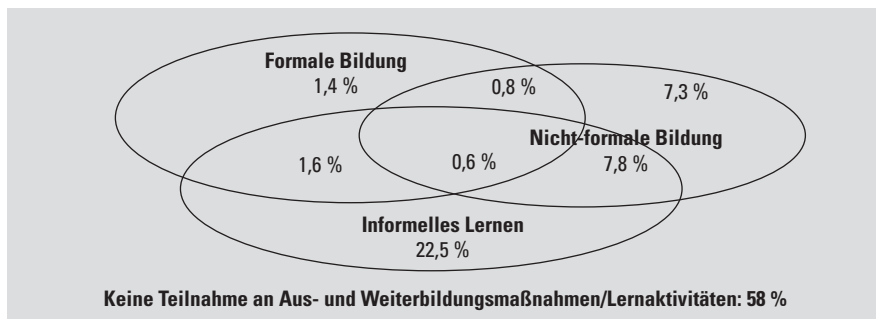 Formale Bildung
1,4 %
0,8 %
7,3 %
Nicht-formale Bildung
1,6 %
0,6 %
7,8 %
Informelles Lernen
22,5 %
Keine Teilnahme an Aus- und Weiterbildungsmaßnahmen/Lernaktivitäten: 58 %